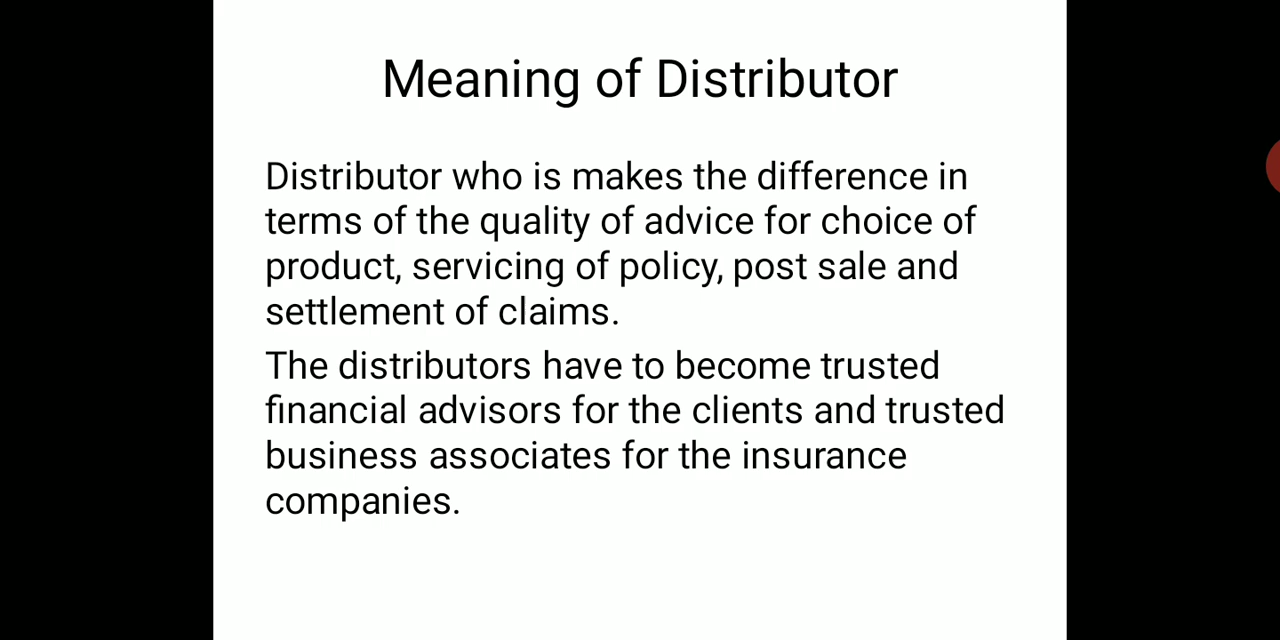 Meaning of Distributor
Distributor who is makes the difference in
terms of the quality of advice for choice of
product, servicing of policy, post sale and
settlement of claims.
The distributors have to become trusted
financial advisors for the clients and trusted
business associates for the insurance
companies.